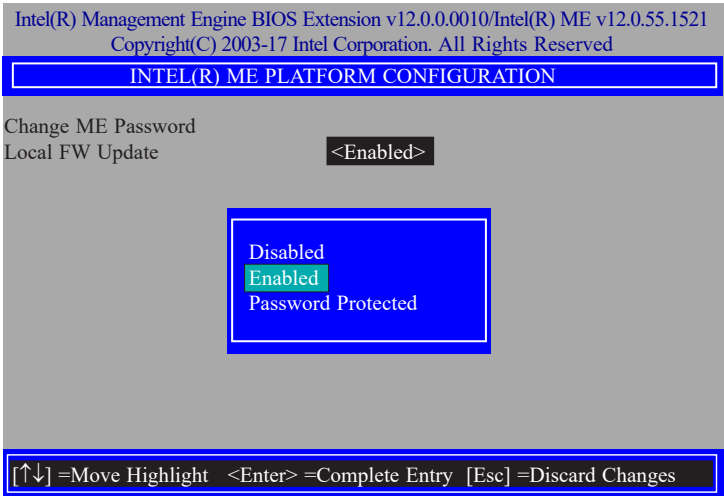 Intel(R) Management Engine BIOS Extension v12.0.0.0010/Intel(R) ME v12.0.55.1521
Copyright(C) 2003-17 Intel Corporation. All Rights Reserved
INTEL(R) ME PLATFORM CONFIGURATION
Change ME Password
Local FW Update <Enabled>
Disabled
Enabled
Password Protected
[↑↓] =Move Highlight <Enter> =Complete Entry [Esc] =Discard Changes